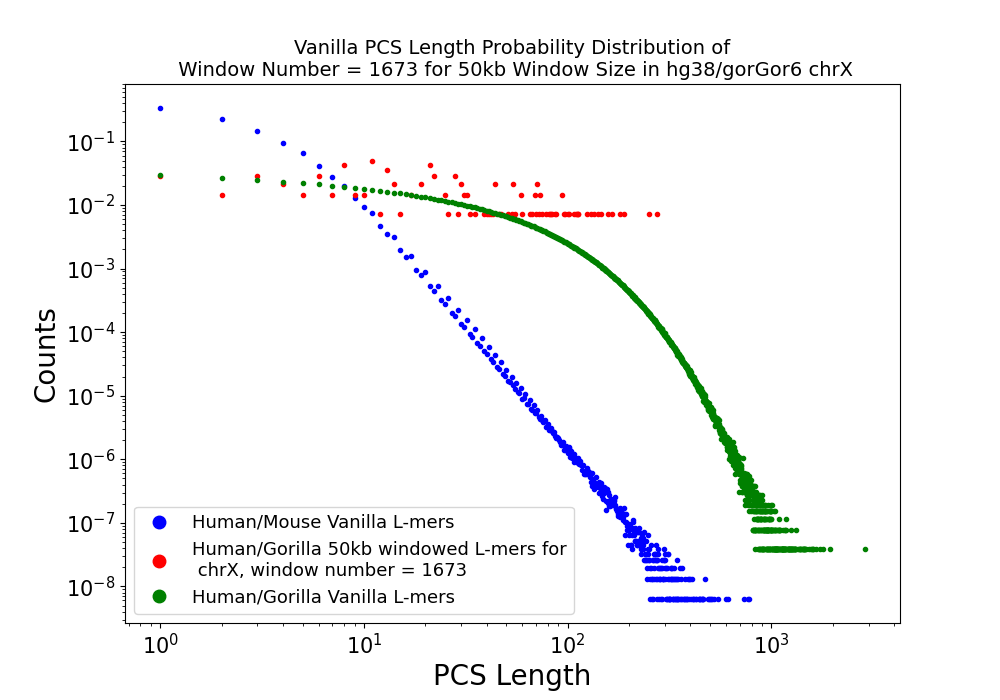 Vanilla PCS Length Probability Distribution of
Window Number = 1673 for 50kb Window Size in hg38/gorGor6 chrX
Counts
10⁻¹
10⁻²
10⁻³
10⁻⁴
10⁻⁵
10⁻⁶
10⁻⁷
10⁻⁸
Human/Mouse Vanilla L-mers
Human/Gorilla 50kb windowed L-mers for
chrX, window number = 1673
Human/Gorilla Vanilla L-mers
10⁰ 10¹ 10² 10³
PCS Length